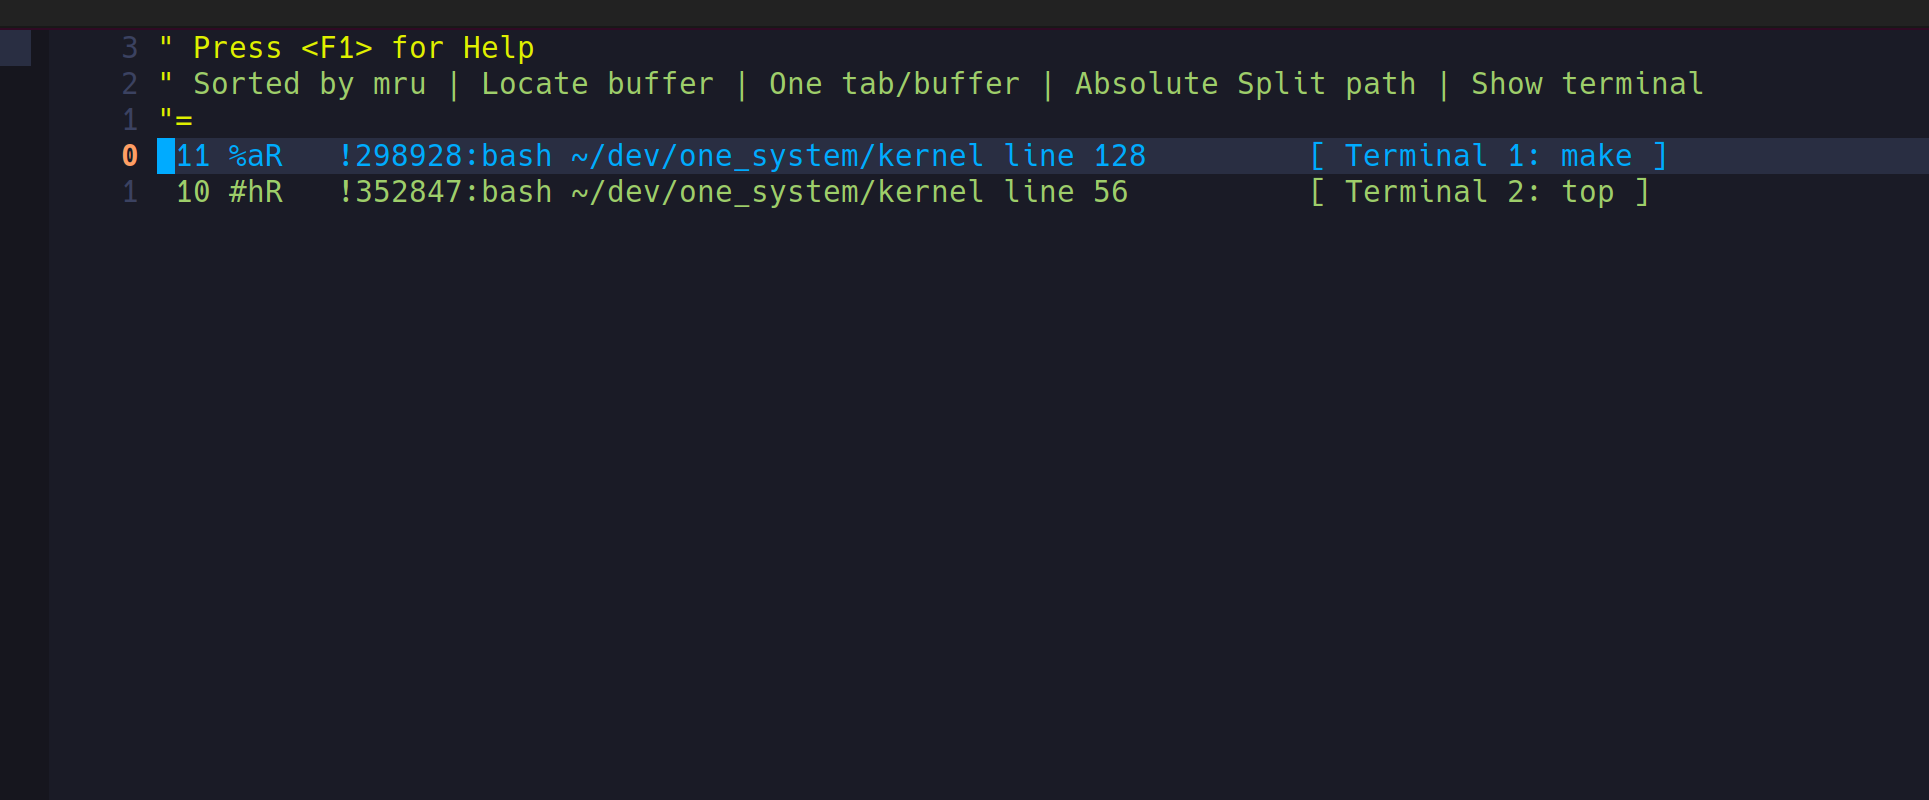 3 " Press <F1> for Help
2 " Sorted by mru | Locate buffer | One tab/buffer | Absolute Split path | Show terminal
1 "=
0 11 %aR   !298928:bash ~/dev/one_system/kernel line 128         [ Terminal 1: make ]
1 10 #hR   !352847:bash ~/dev/one_system/kernel line 56          [ Terminal 2: top ]